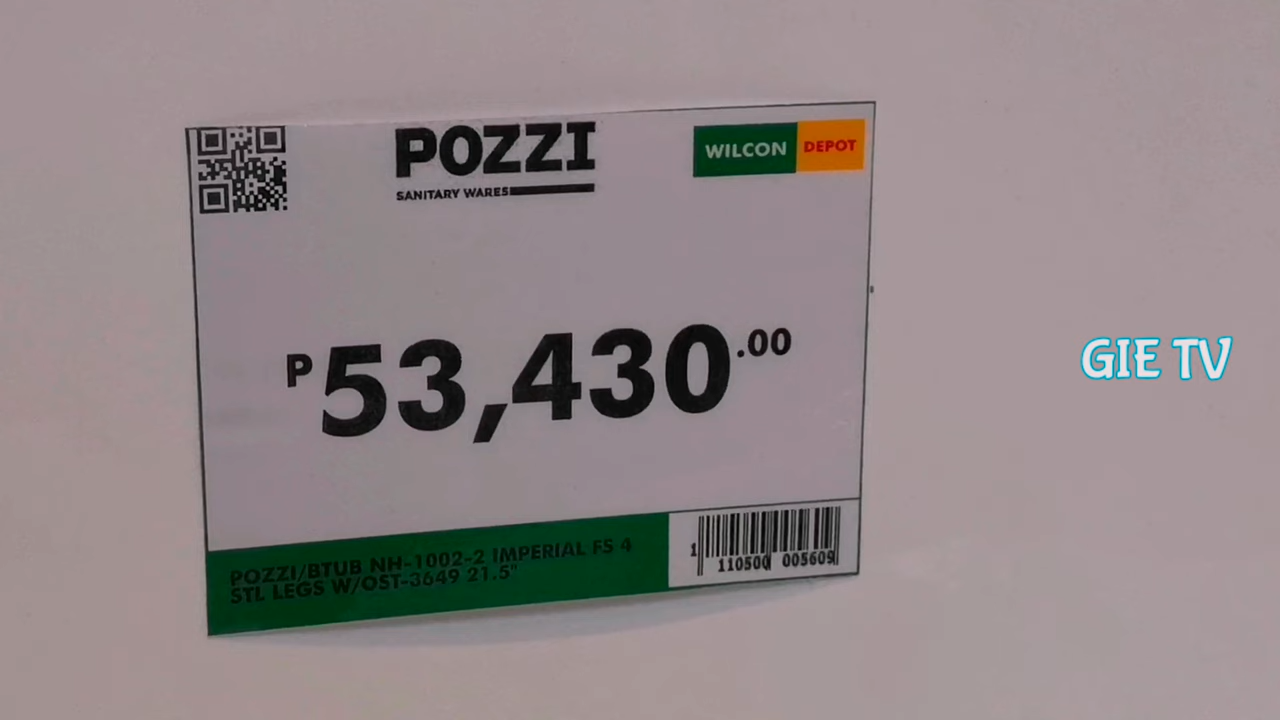 POZZI
SANITARY WARES
WILCON DEPOT
P53,430.00
GIE TV
POZZI/BTUB NH-1002-2 IMPERIAL FS 4
STL LEGS W/OST-3649 21.5"
1 110500 005609